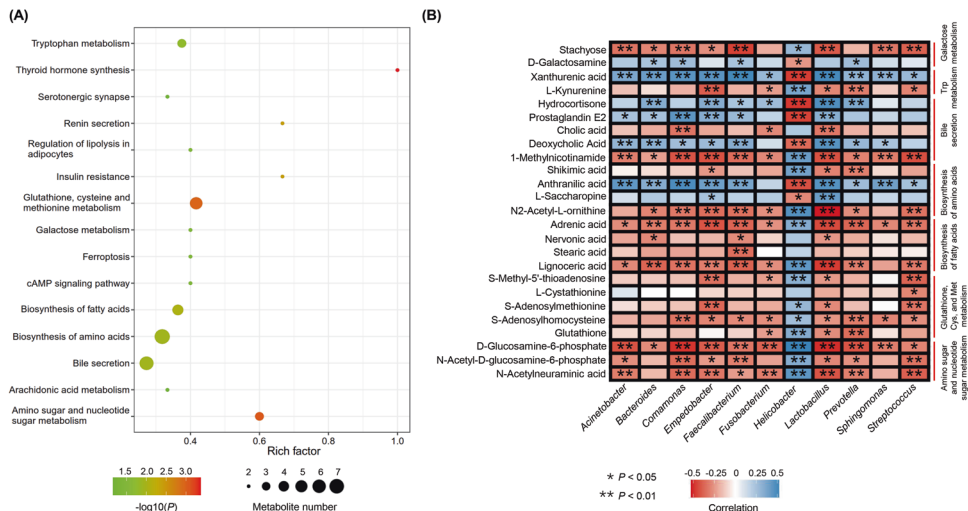 (A)
Tryptophan metabolism
Thyroid hormone synthesis
Serotonergic synapse
Renin secretion
Regulation of lipolysis in
adipocytes
Insulin resistance
Glutathione, cysteine and
methionine metabolism
Galactose metabolism
Ferroptosis
cAMP signaling pathway
Biosynthesis of fatty acids
Biosynthesis of amino acids
Bile secretion
Arachidonic acid metabolism
Amino sugar and nucleotide
sugar metabolism
0.4 0.6 0.8 1.0
Rich factor
1.5 2.0 2.5 3.0
-log10(P)
2 3 4 5 6 7
Metabolite number
(B)
Stachyose ** * ** * ** * ** ** **
D-Galactosamine * * * * *
Xanthurenic acid ** ** ** ** ** * ** ** ** ** *
L-Kynurenine ** * ** * ** *
Hydrocortisone ** ** * * ** ** **
Prostaglandin E2 * * ** ** * ** **
Cholic acid ** * **
Deoxycholic Acid ** ** * ** * ** * *
1-Methylnicotinamide ** * ** ** ** * ** ** ** ** **
Shikimic acid * ** * **
Anthranilic acid ** ** ** ** ** ** ** * ** *
L-Saccharopine * * **
N2-Acetyl-L-ornithine * ** ** ** * ** ** * **
Adrenic acid * ** ** ** ** * ** ** ** * **
Nervonic acid * * *
Stearic acid **
Lignoceric acid * ** ** ** ** * ** ** ** **
S-Methyl-5'-thioadenosine ** * ** * **
L-Cystathionine *
S-Adenosylmethionine ** * * **
S-Adenosylhomocysteine ** * ** * * * ** * *
Glutathione * ** * **
D-Glucosamine-6-phosphate ** * ** ** ** ** ** ** ** * **
N-Acetyl-D-glucosamine-6-phosphate * ** * ** * ** ** * **
N-Acetylneuraminic acid ** * ** ** ** ** ** ** ** **
Acinetobacter
Bacteroides
Comamonas
Empedobacter
Faecalibacterium
Fusobacterium
Helicobacter
Lactobacillus
Prevotella
Sphingomonas
Streptococcus
Galactose
metabolism
Trp
metabolism
Bile
secretion
Biosynthesis
of amino acids
Biosynthesis
of fatty acids
Glutathione,
Cys, and Met
metabolism
Amino sugar
and nucleotide
sugar metabolism
* P < 0.05
** P < 0.01
-0.5 -0.25 0 0.25 0.5
Correlation